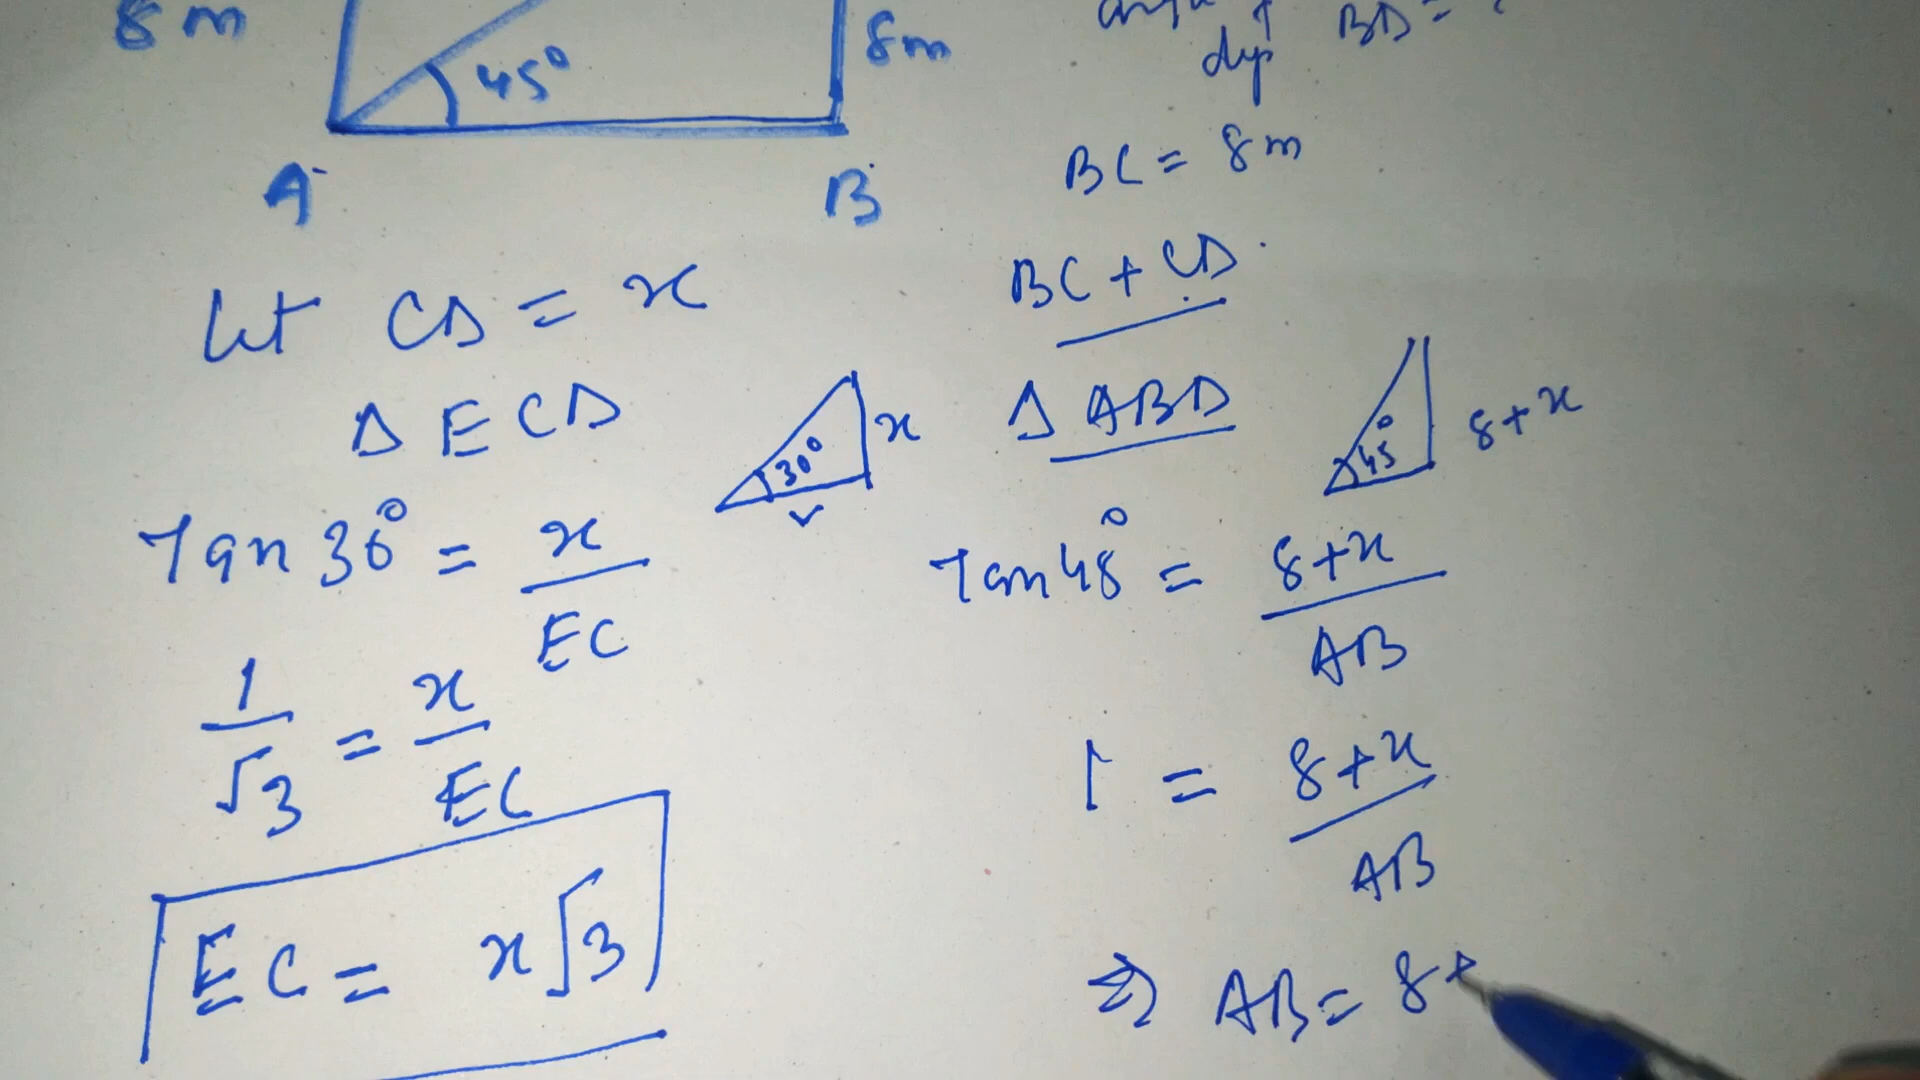 8m
45°
8m
A
B
dist
BD = ?
BC = 8m
BC + CD
Let CD = x
Δ ECD
30°
x
Δ ABD
45°
8+x
Tan 30° = x / EC
1 / √3 = x / EC
EC = x√3
Tan 45° = 8+x / AB
1 = 8+x / AB
⇒ AB = 8+